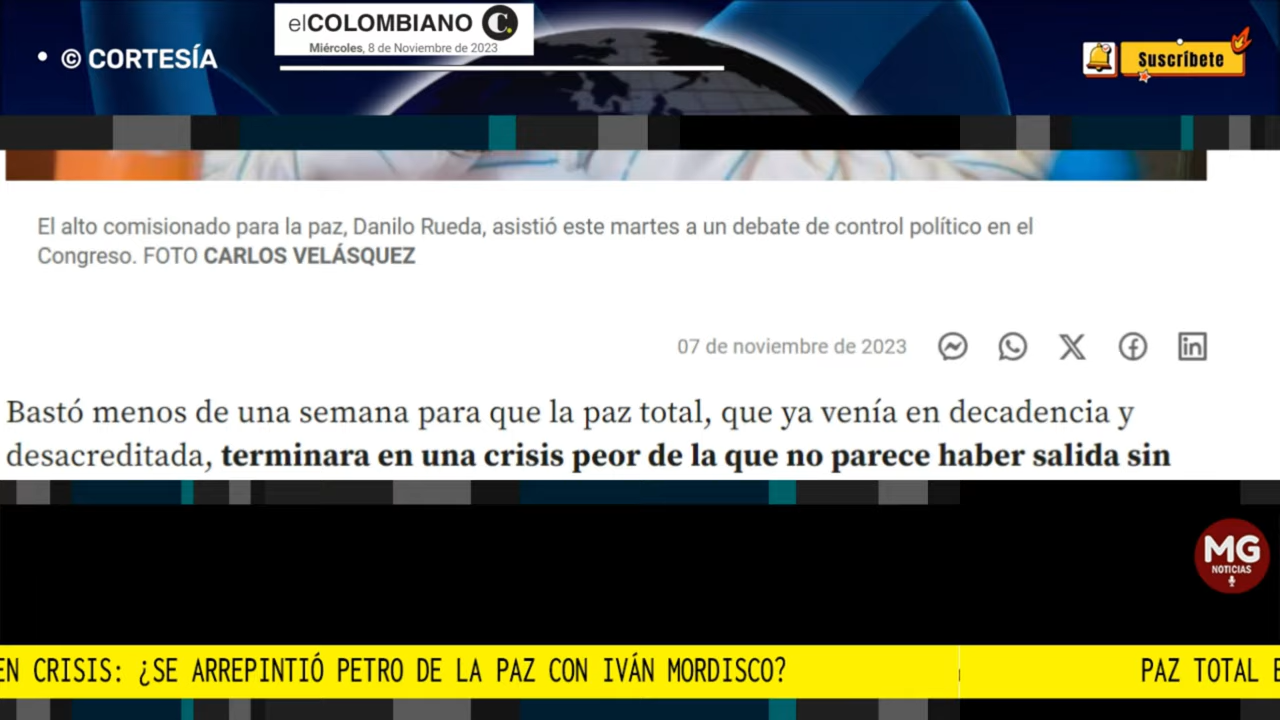 elCOLOMBIANO C.
Miércoles, 8 de Noviembre de 2023
• © CORTESÍA
Suscríbete
El alto comisionado para la paz, Danilo Rueda, asistió este martes a un debate de control político en el
Congreso. FOTO CARLOS VELÁSQUEZ
07 de noviembre de 2023
Bastó menos de una semana para que la paz total, que ya venía en decadencia y
desacreditada, terminara en una crisis peor de la que no parece haber salida sin
MG
NOTICIAS
EN CRISIS: ¿SE ARREPINTIÓ PETRO DE LA PAZ CON IVÁN MORDISCO? PAZ TOTAL E